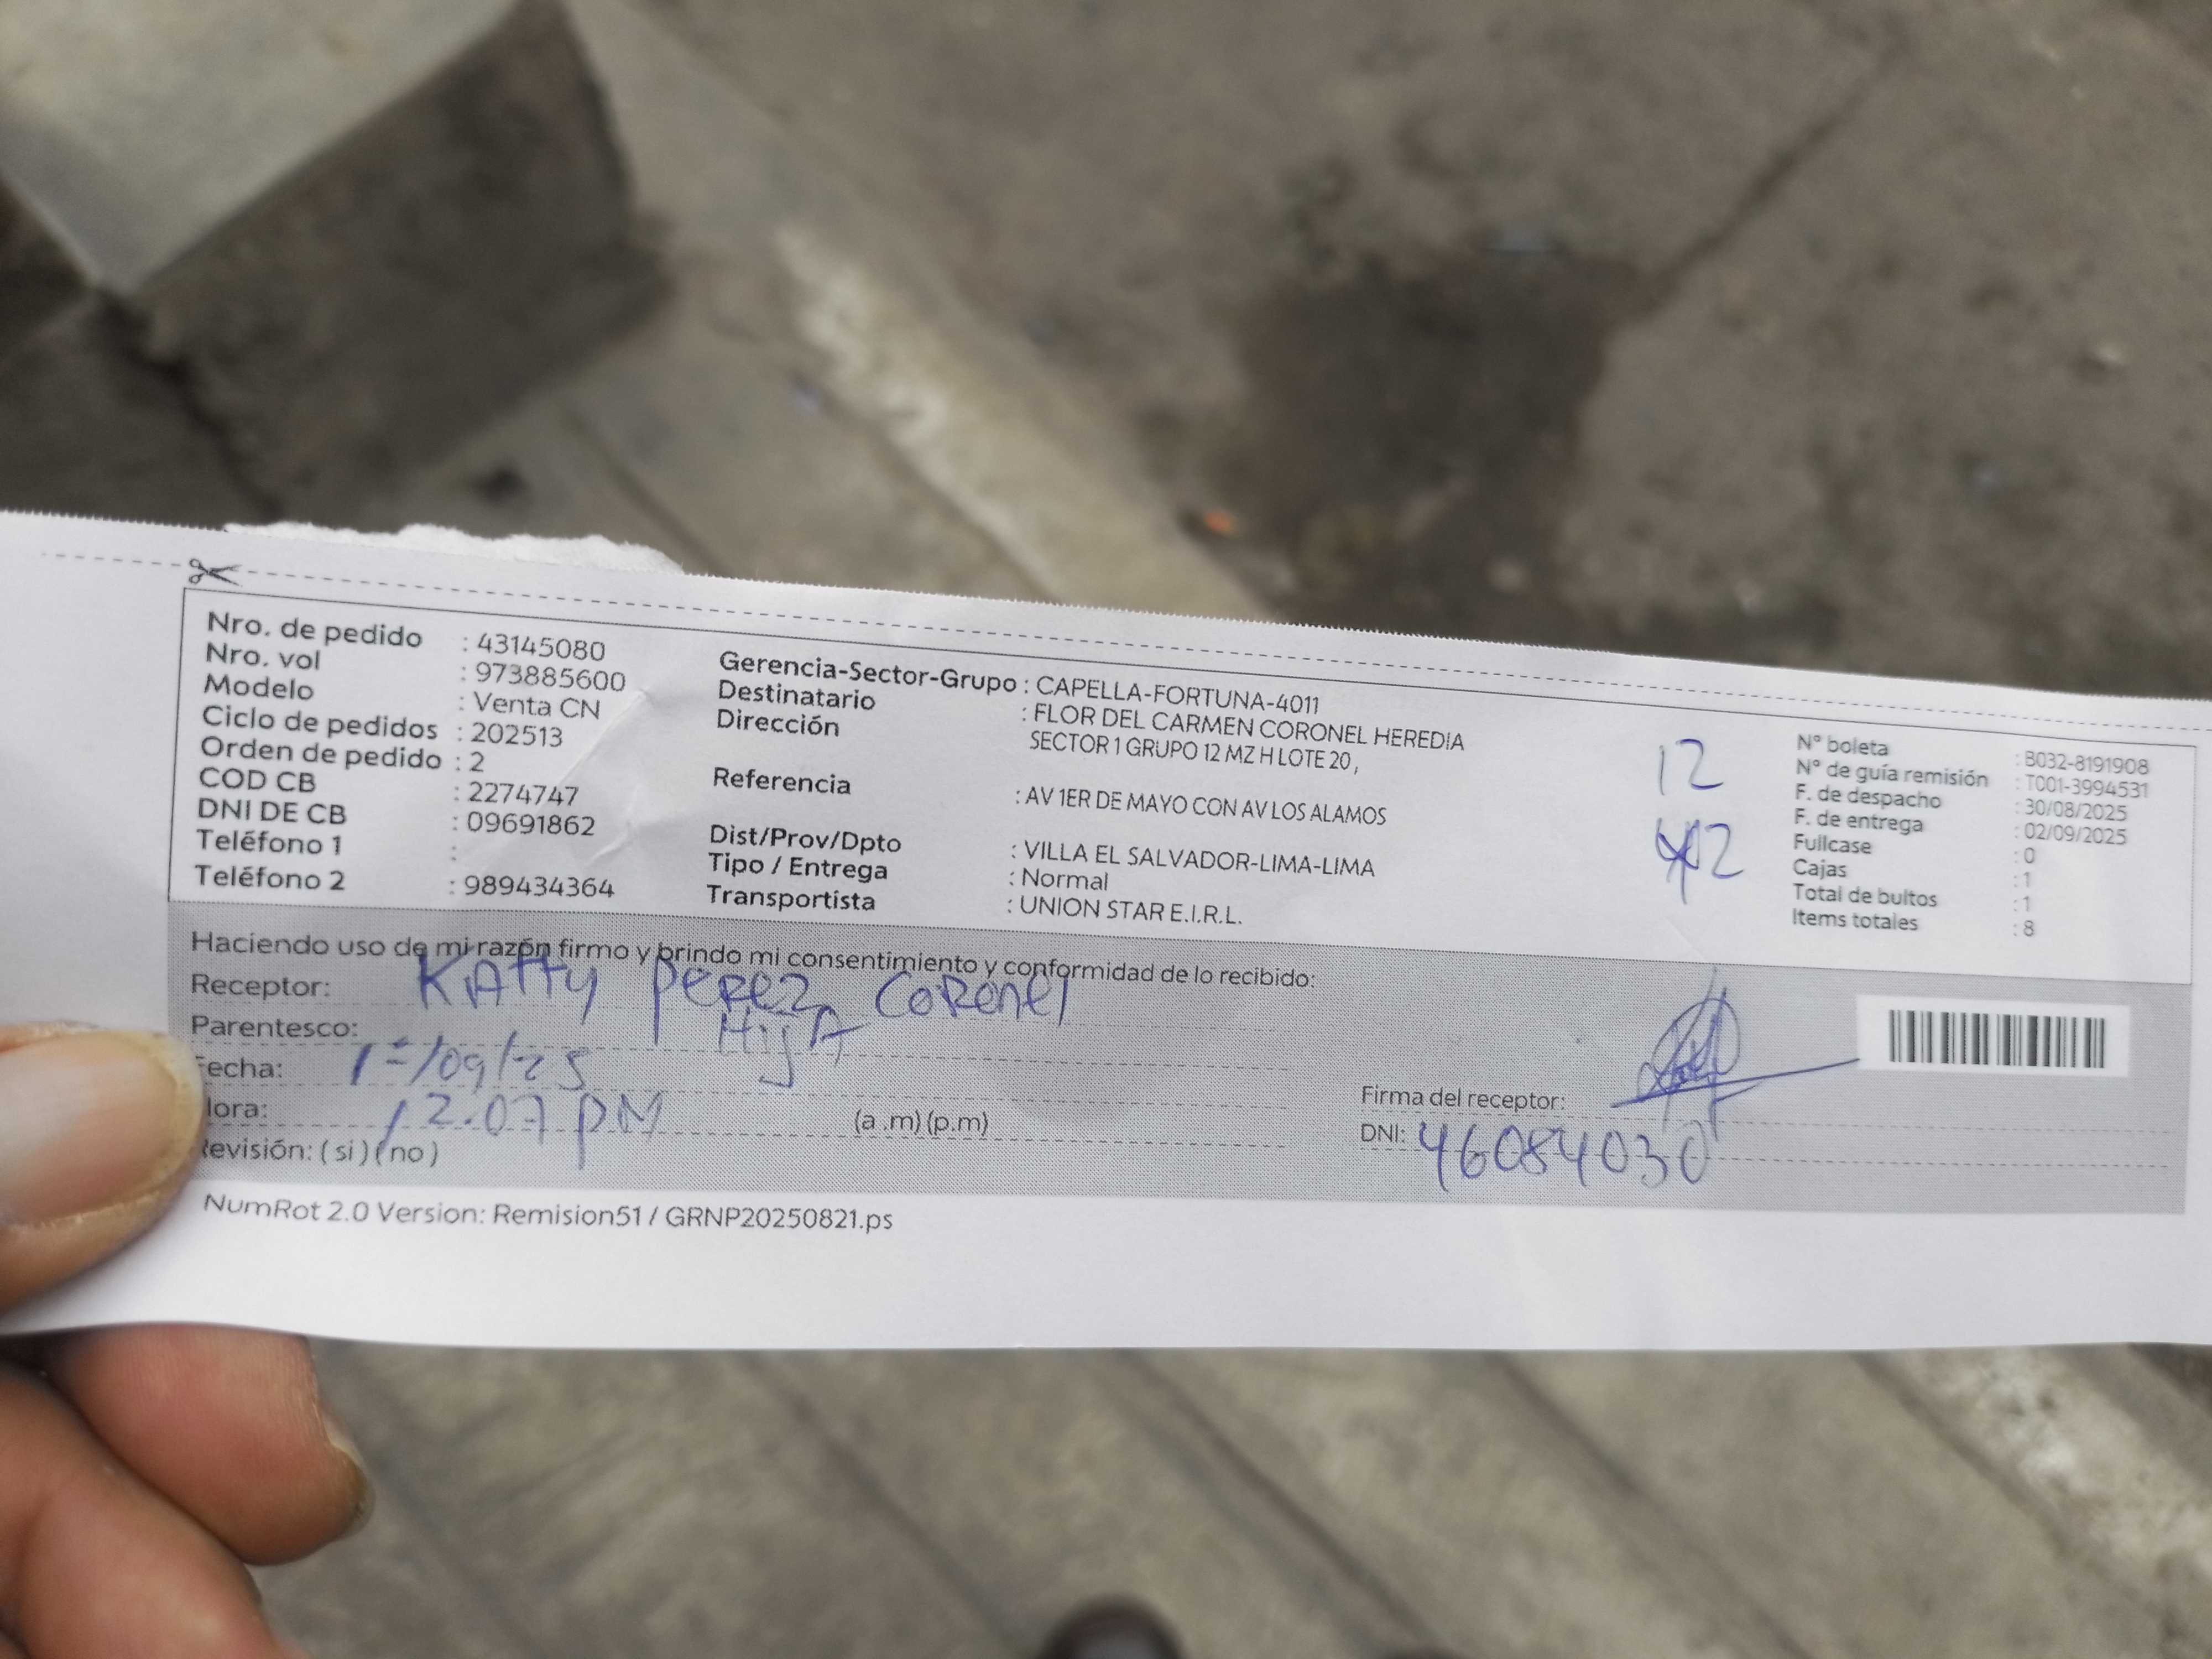 Nro. de pedido : 43145080
Nro. vol : 973885600
Modelo : Venta CN
Ciclo de pedidos : 202513
Orden de pedido : 2
COD CB : 2274747
DNI DE CB : 09691862
Teléfono 1 :
Teléfono 2 : 989434364
Gerencia-Sector-Grupo : CAPELLA-FORTUNA-4011
Destinatario : FLOR DEL CARMEN CORONEL HEREDIA
Dirección SECTOR 1 GRUPO 12 MZ H LOTE 20,
Referencia : AV 1ER DE MAYO CON AV LOS ALAMOS
Dist/Prov/Dpto : VILLA EL SALVADOR-LIMA-LIMA
Tipo / Entrega : Normal
Transportista : UNION STAR E.I.R.L.
12
N° boleta : B032-8191908
N° de guía remisión : T001-3994531
F. de despacho : 30/08/2025
F. de entrega : 02/09/2025
Fullcase : 0
Cajas : 1
Total de bultos : 1
Items totales : 8
Haciendo uso de mi razón firmo y brindo mi consentimiento y conformidad de lo recibido:
Receptor: KAtty Perez Coronel
Parentesco: HijA
echa: 1=/09/25
lora: 12.07 PM (a .m) (p.m)
evisión: ( si ) ( no )
Firma del receptor:
DNI: 46084030
NumRot 2.0 Version: Remision51 / GRNP20250821.ps